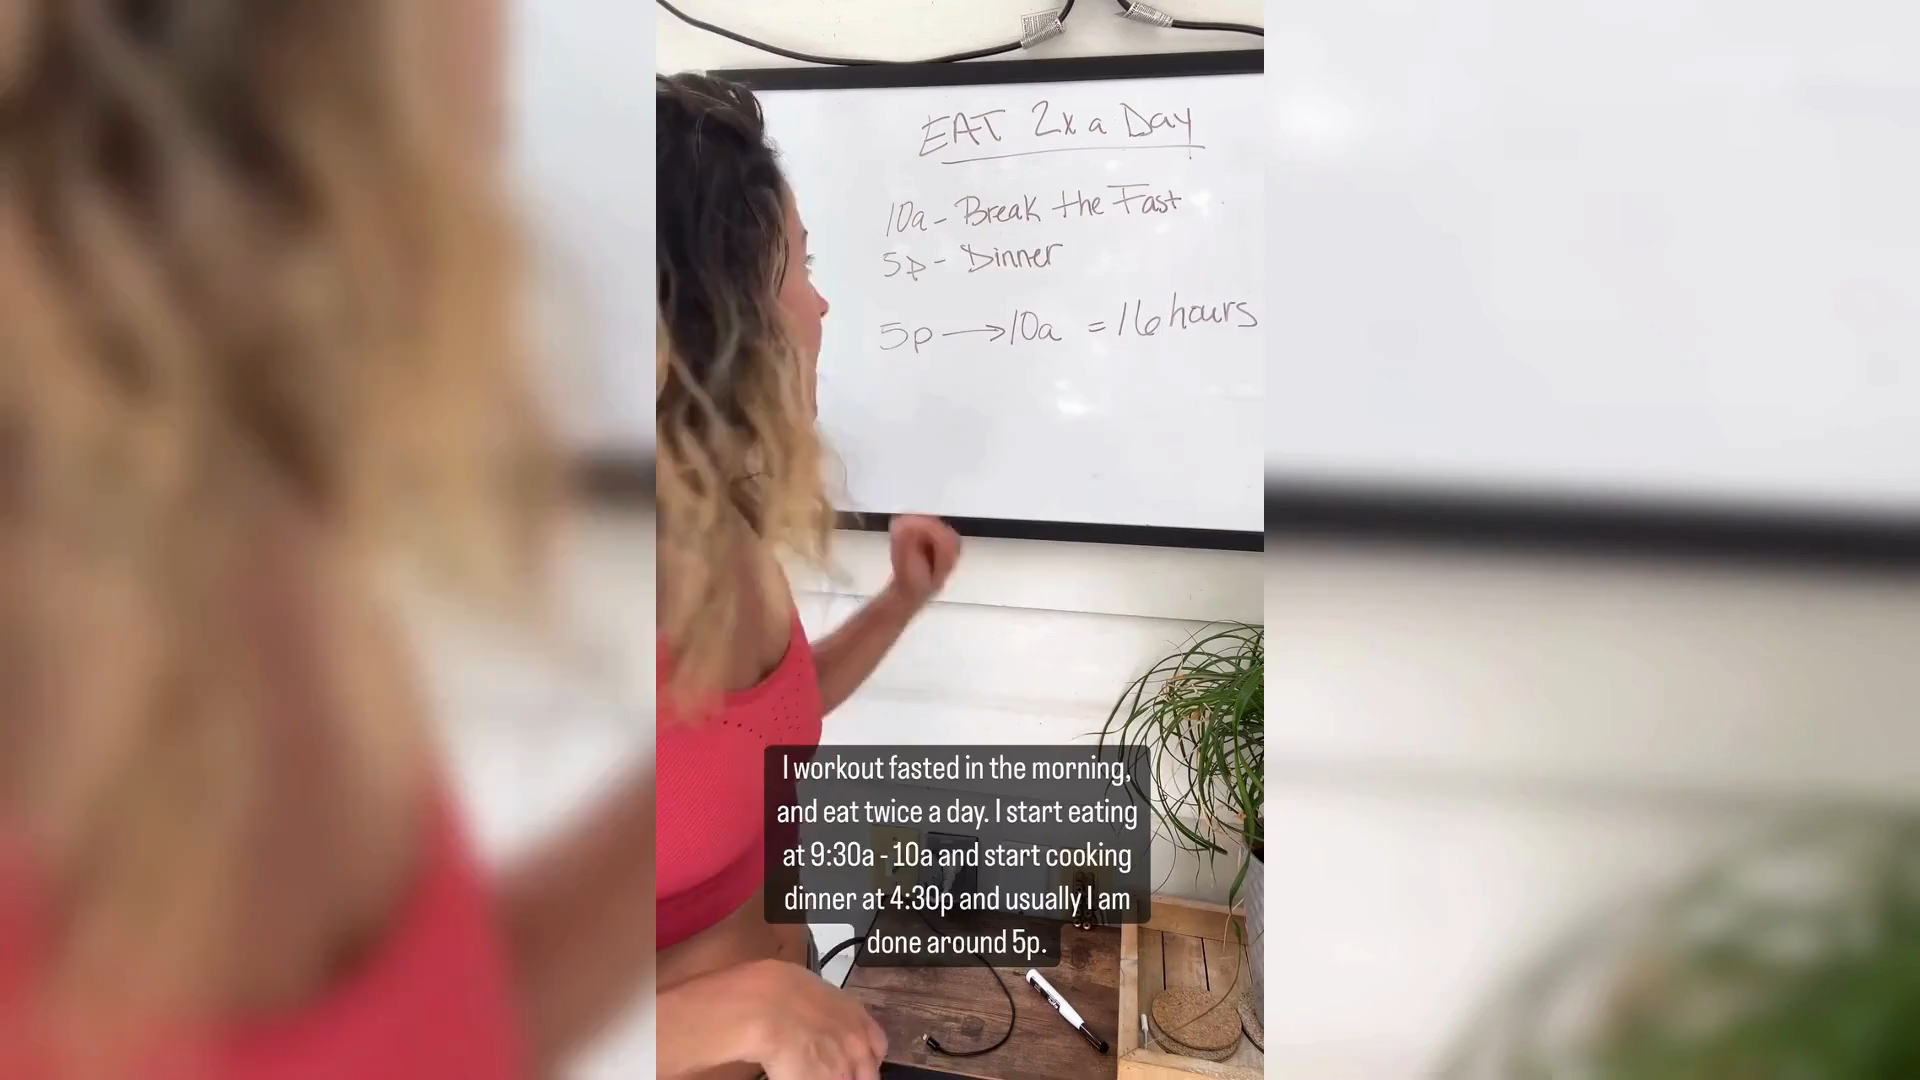 EAT 2x a Day
10a - Break the Fast
5p - Dinner
5p → 10a = 16 hours
I workout fasted in the morning,
and eat twice a day. I start eating
at 9:30a - 10a and start cooking
dinner at 4:30p and usually I am
done around 5p.